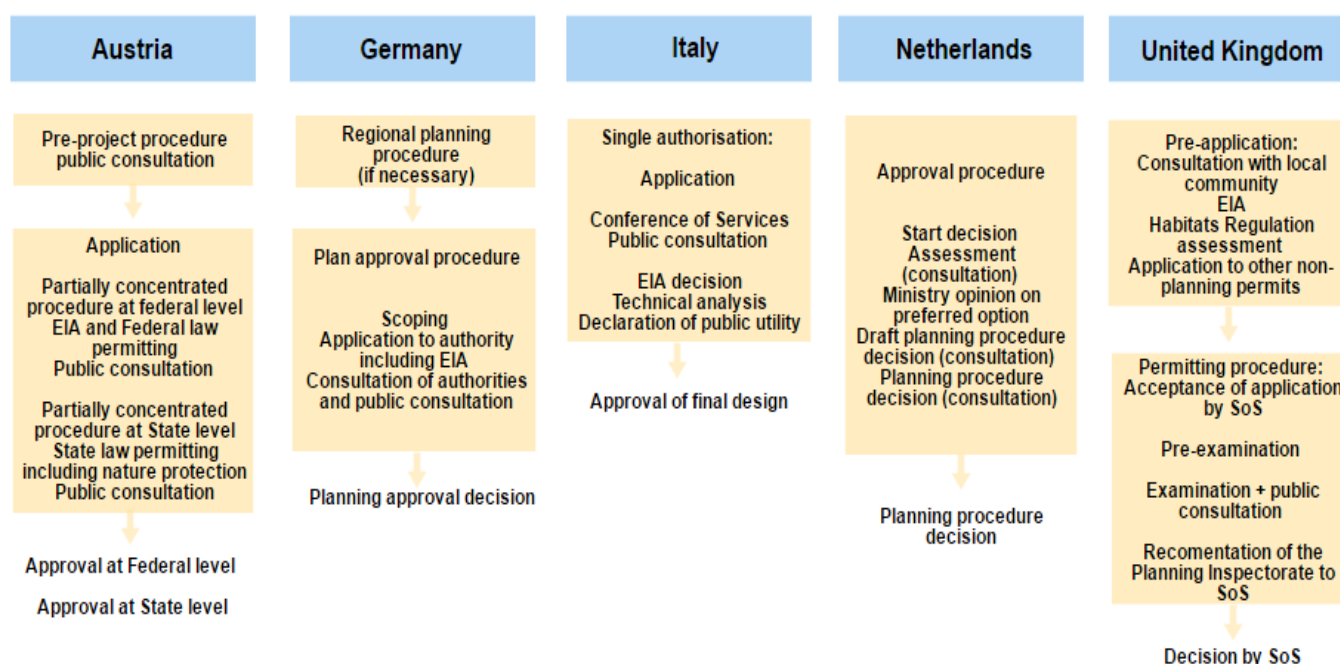 Austria
Pre-project procedure
public consultation
Application
Partially concentrated
procedure at federal level
EIA and Federal law
permitting
Public consultation
Partially concentrated
procedure at State level
State law permitting
including nature protection
Public consultation
Approval at Federal level
Approval at State level
Germany
Regional planning
procedure
(if necessary)
Plan approval procedure
Scoping
Application to authority
including EIA
Consultation of authorities
and public consultation
Planning approval decision
Italy
Single authorisation:
Application
Conference of Services
Public consultation
EIA decision
Technical analysis
Declaration of public utility
Approval of final design
Netherlands
Approval procedure
Start decision
Assessment
(consultation)
Ministry opinion on
preferred option
Draft planning procedure
decision (consultation)
Planning procedure
decision (consultation)
Planning procedure
decision
United Kingdom
Pre-application:
Consultation with local
community
EIA
Habitats Regulation
assessment
Application to other non-
planning permits
Permitting procedure:
Acceptance of application
by SoS
Pre-examination
Examination + public
consultation
Recomentation of the
Planning Inspectorate to
SoS
Decision by SoS